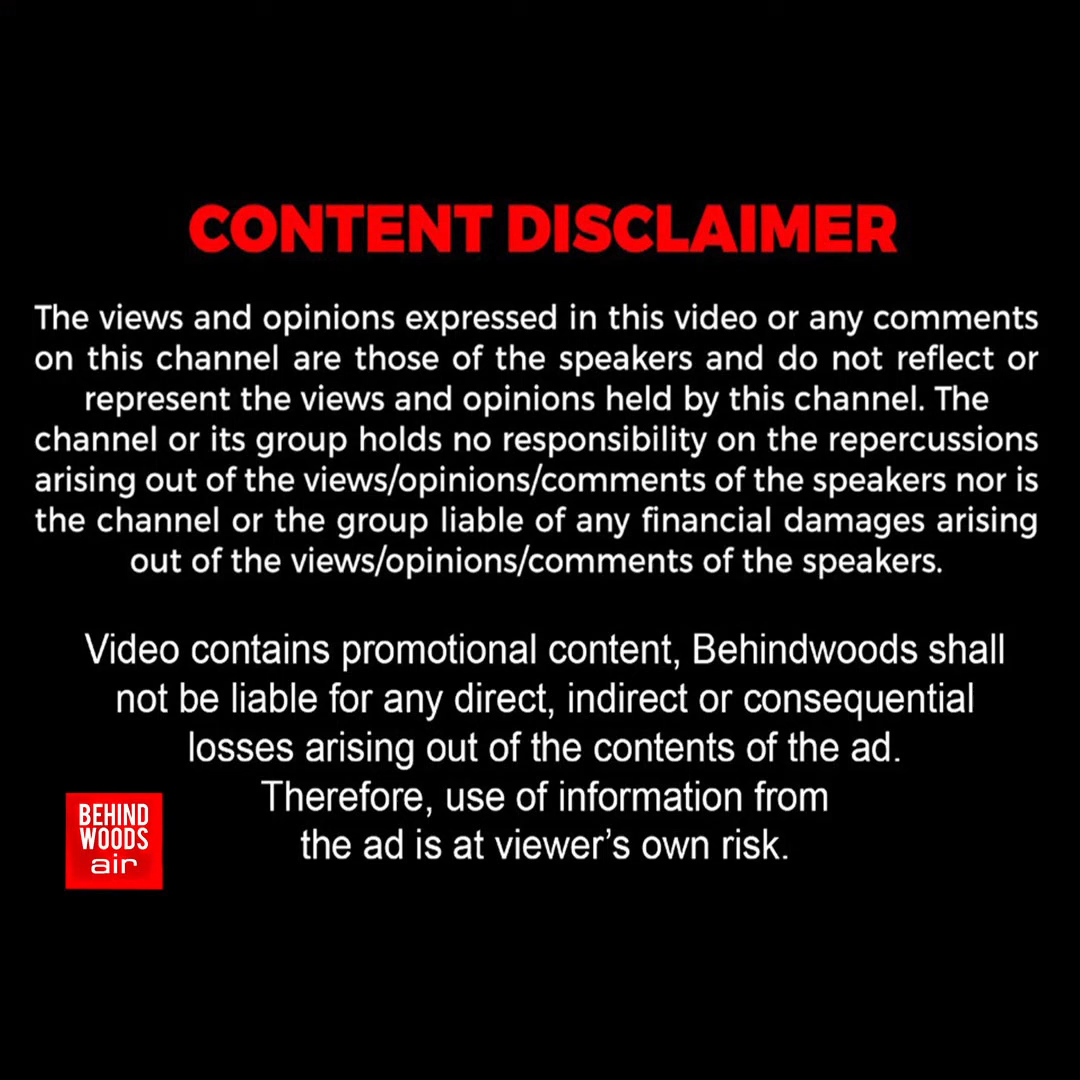 CONTENT DISCLAIMER
The views and opinions expressed in this video or any comments
on this channel are those of the speakers and do not reflect or
represent the views and opinions held by this channel. The
channel or its group holds no responsibility on the repercussions
arising out of the views/opinions/comments of the speakers nor is
the channel or the group liable of any financial damages arising
out of the views/opinions/comments of the speakers.
Video contains promotional content, Behindwoods shall
not be liable for any direct, indirect or consequential
losses arising out of the contents of the ad.
Therefore, use of information from
the ad is at viewer’s own risk.
BEHIND
WOODS
air